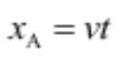 x_A = vt